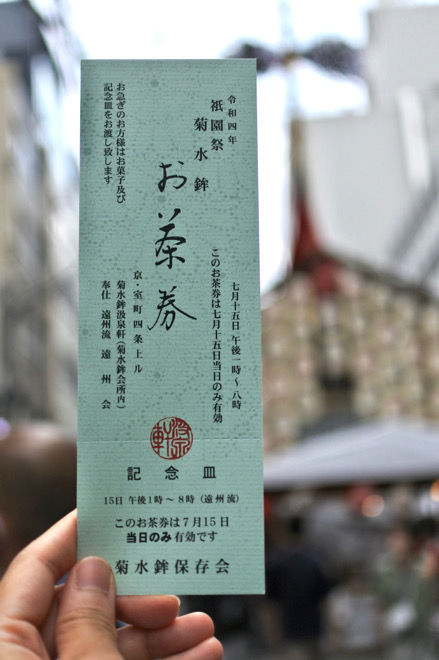 令和四年
祇園祭
菊水鉾
お茶券
七月十五日 午後一時～八時
このお茶券は七月十五日当日のみ有効
京・室町四条上ル
菊水鉾汲泉軒(菊水鉾会所内)
奉仕 遠州流 遠州会
お急ぎのお方様はお菓子及び
記念皿をお渡し致します
記念皿
15日 午後1時～8時(遠州流)
このお茶券は7月15日
当日のみ有効です
菊水鉾保存会